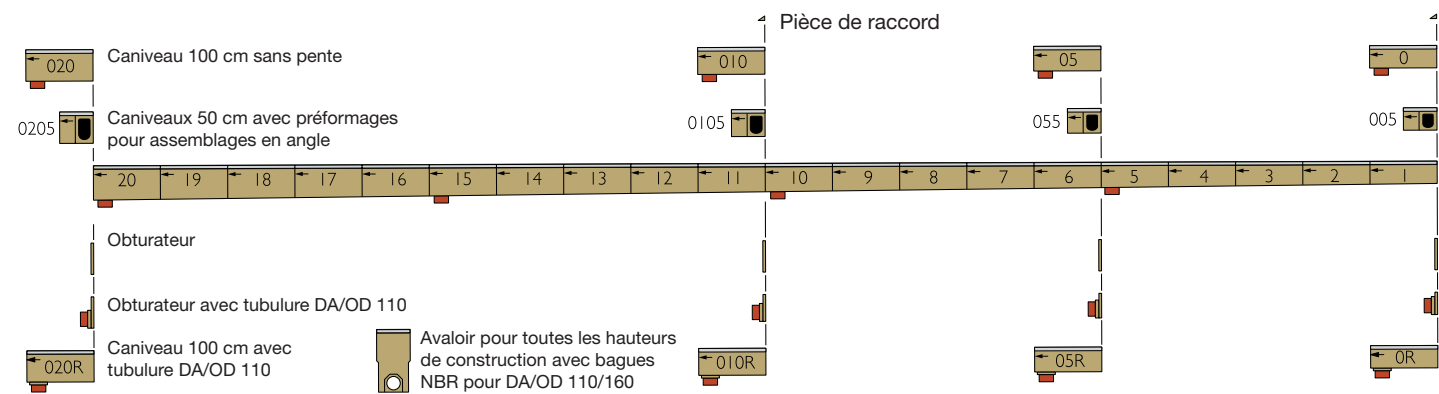 Pièce de raccord
020
Caniveau 100 cm sans pente
010
05
0
0205
Caniveaux 50 cm avec préformages
pour assemblages en angle
0105
055
005
20 19 18 17 16 15 14 13 12 11 10 9 8 7 6 5 4 3 2 1
Obturateur
Obturateur avec tubulure DA/OD 110
020R
Caniveau 100 cm avec
tubulure DA/OD 110
Avaloir pour toutes les hauteurs
de construction avec bagues
NBR pour DA/OD 110/160
010R
05R
0R